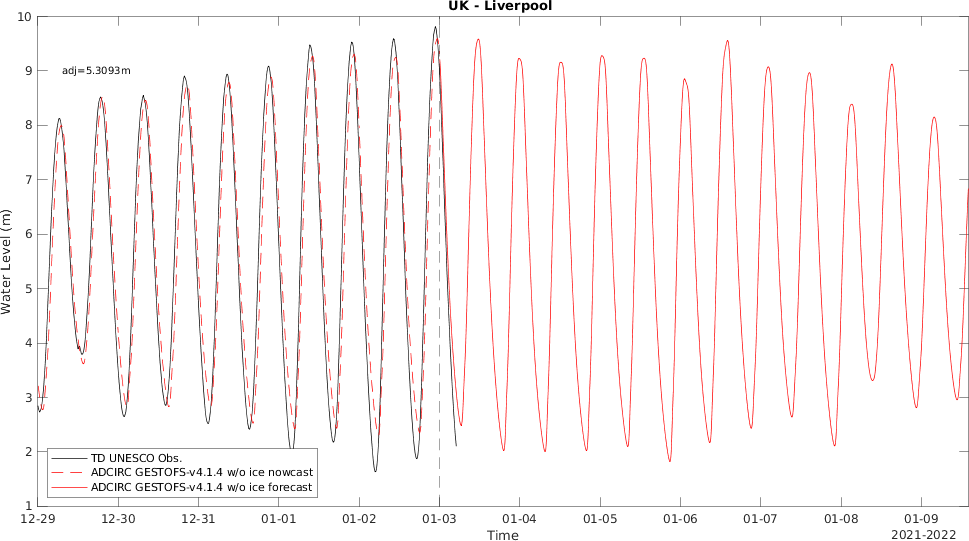 UK - Liverpool
adj=5.3093m
Water Level (m)
10
9
8
7
6
5
4
3
2
1
TD UNESCO Obs.
ADCIRC GESTOFS-v4.1.4 w/o ice nowcast
ADCIRC GESTOFS-v4.1.4 w/o ice forecast
12-29 12-30 12-31 01-01 01-02 01-03 01-04 01-05 01-06 01-07 01-08 01-09
Time
2021-2022